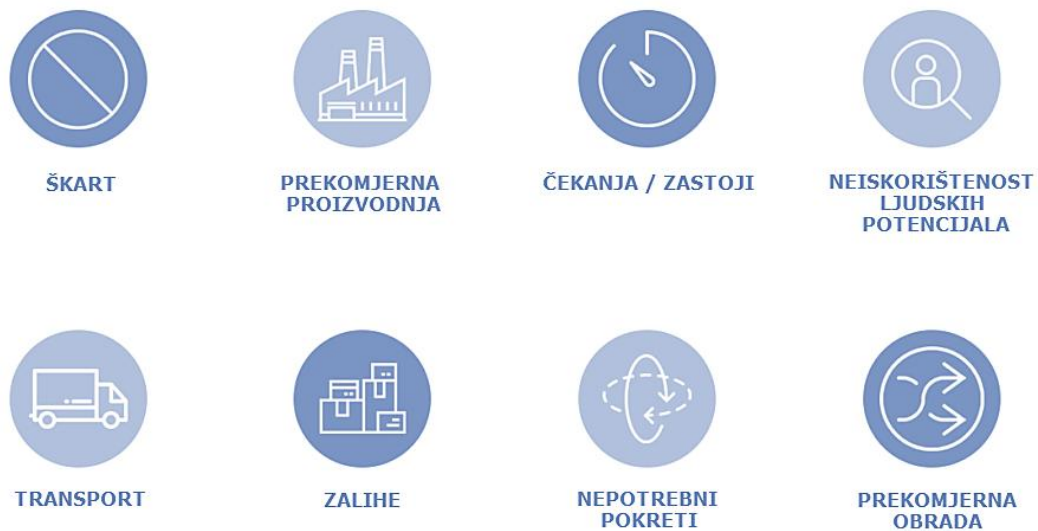 ŠKART
PREKOMJERNA
PROIZVODNJA
ČEKANJA / ZASTOJI
NEISKORIŠTENOST
LJUDSKIH
POTENCIJALA
TRANSPORT
ZALIHE
NEPOTREBNI
POKRETI
PREKOMJERNA
OBRADA